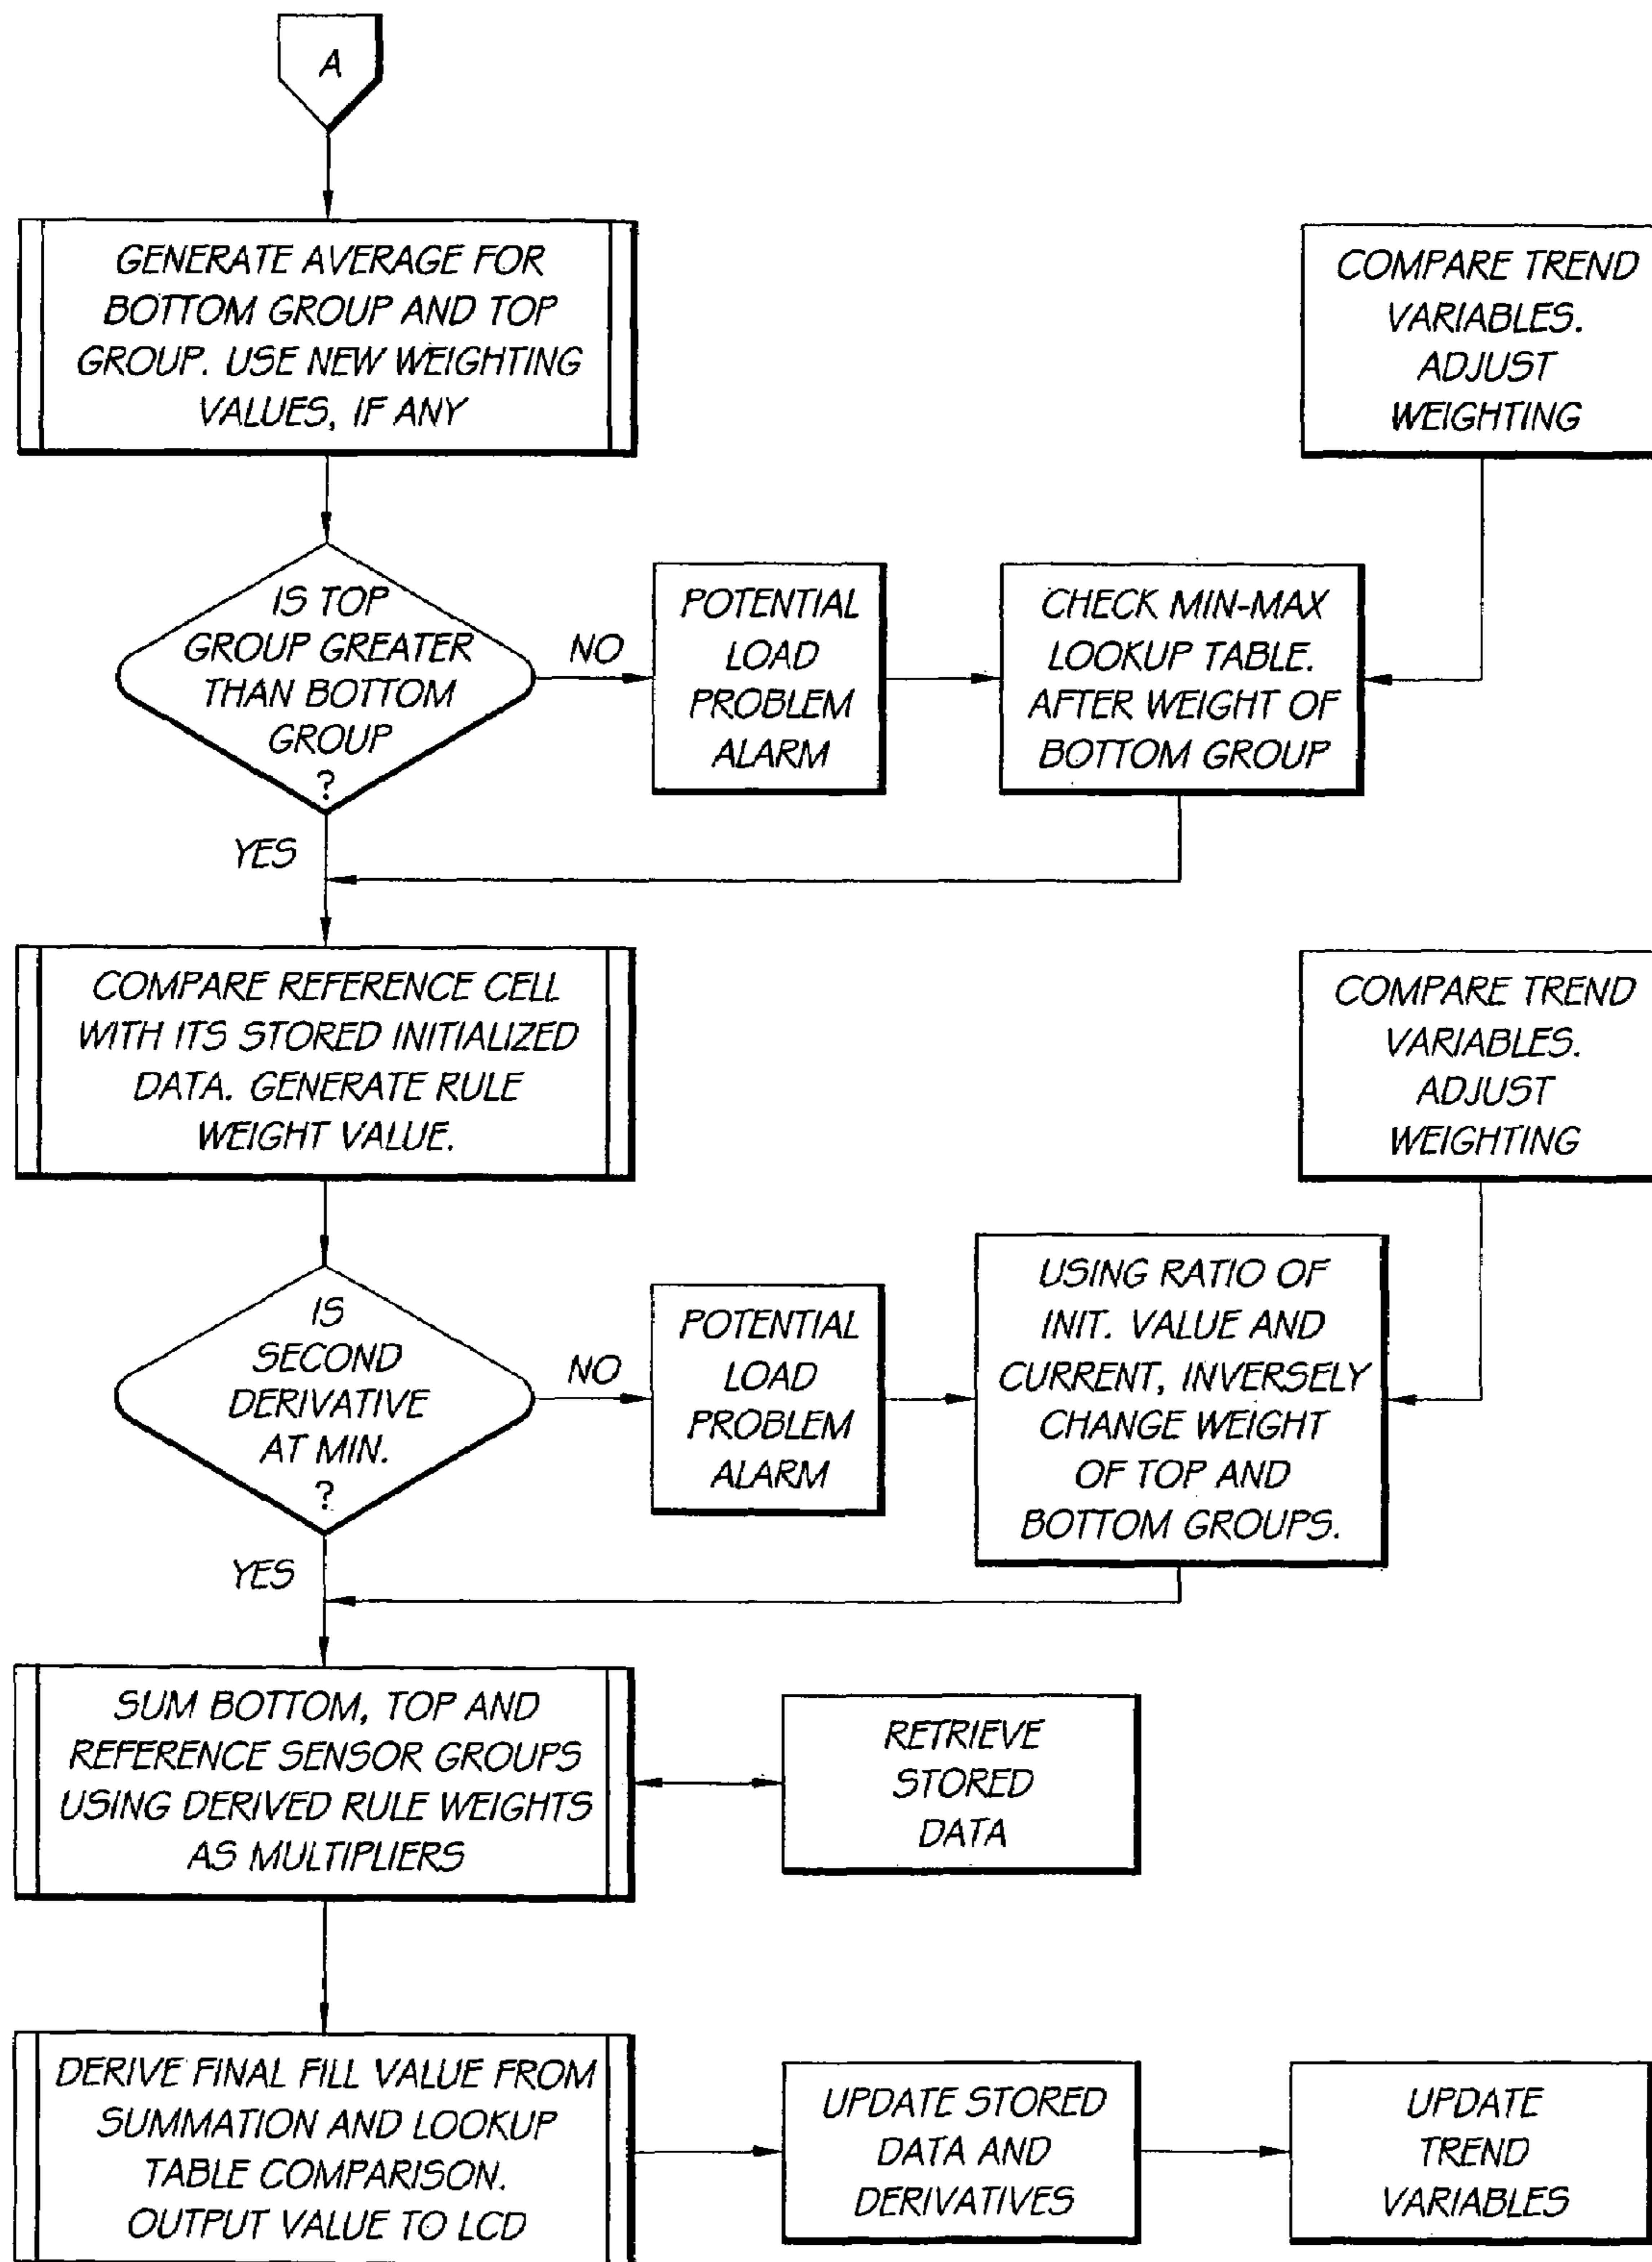 A
GENERATE AVERAGE FOR
BOTTOM GROUP AND TOP
GROUP. USE NEW WEIGHTING
VALUES, IF ANY
COMPARE TREND
VARIABLES.
ADJUST
WEIGHTING
IS TOP
GROUP GREATER
THAN BOTTOM
GROUP
?
NO
POTENTIAL
LOAD
PROBLEM
ALARM
CHECK MIN-MAX
LOOKUP TABLE.
AFTER WEIGHT OF
BOTTOM GROUP
YES
COMPARE REFERENCE CELL
WITH ITS STORED INITIALIZED
DATA. GENERATE RULE
WEIGHT VALUE.
COMPARE TREND
VARIABLES.
ADJUST
WEIGHTING
IS
SECOND
DERIVATIVE
AT MIN.
?
NO
POTENTIAL
LOAD
PROBLEM
ALARM
USING RATIO OF
INIT. VALUE AND
CURRENT, INVERSELY
CHANGE WEIGHT
OF TOP AND
BOTTOM GROUPS.
YES
SUM BOTTOM, TOP AND
REFERENCE SENSOR GROUPS
USING DERIVED RULE WEIGHTS
AS MULTIPLIERS
RETRIEVE
STORED
DATA
DERIVE FINAL FILL VALUE FROM
SUMMATION AND LOOKUP
TABLE COMPARISON.
OUTPUT VALUE TO LCD
UPDATE STORED
DATA AND
DERIVATIVES
UPDATE
TREND
VARIABLES